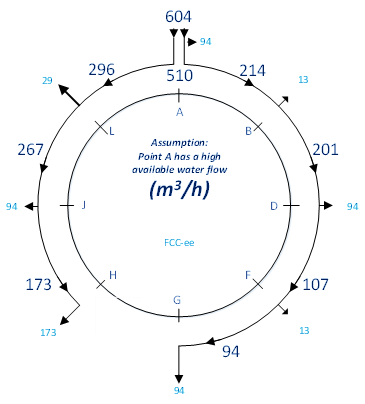 604
94
296
510
214
29
13
A
L
B
Assumption:
Point A has a high
available water flow
(m³/h)
267
201
94
J
D
94
FCC-ee
H
F
173
107
G
173
13
94
94